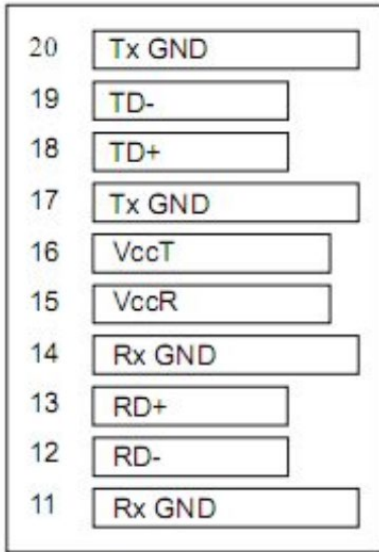 20 Tx GND
19 TD-
18 TD+
17 Tx GND
16 VccT
15 VccR
14 Rx GND
13 RD+
12 RD-
11 Rx GND